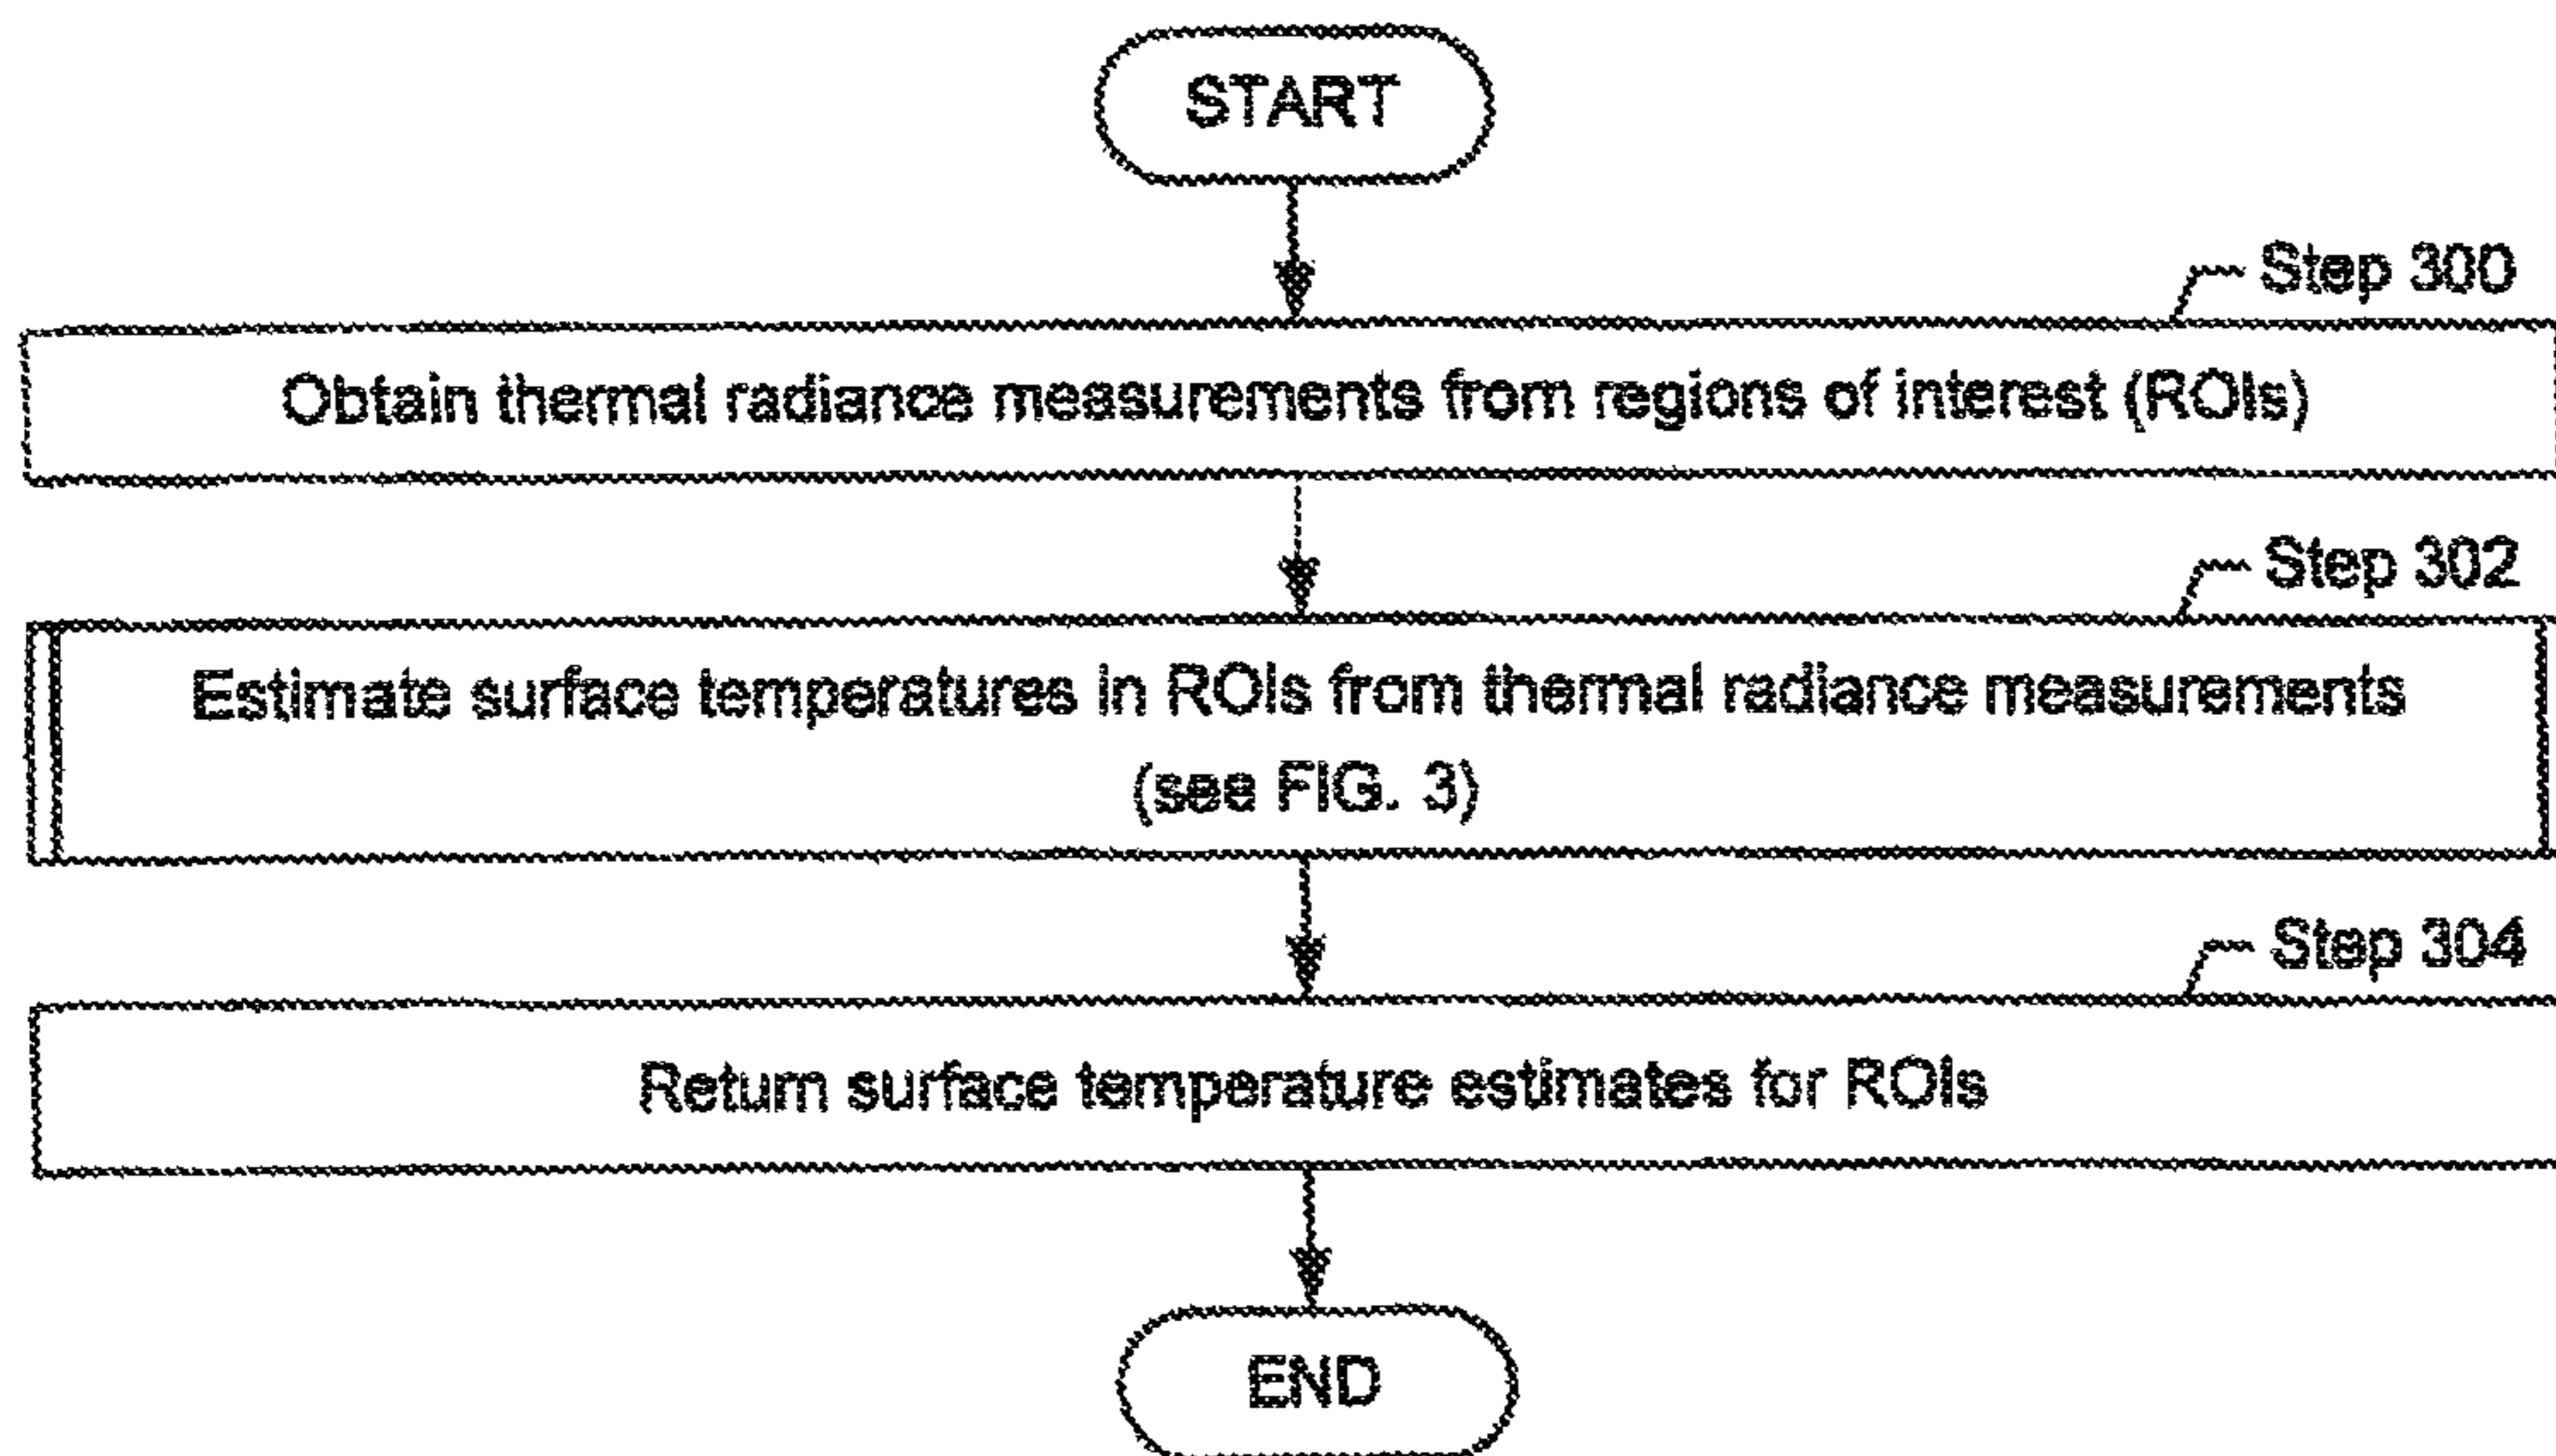 START
Step 300
Obtain thermal radiance measurements from regions of interest (ROIs)
Step 302
Estimate surface temperatures in ROIs from thermal radiance measurements
(see FIG. 3)
Step 304
Return surface temperature estimates for ROIs
END